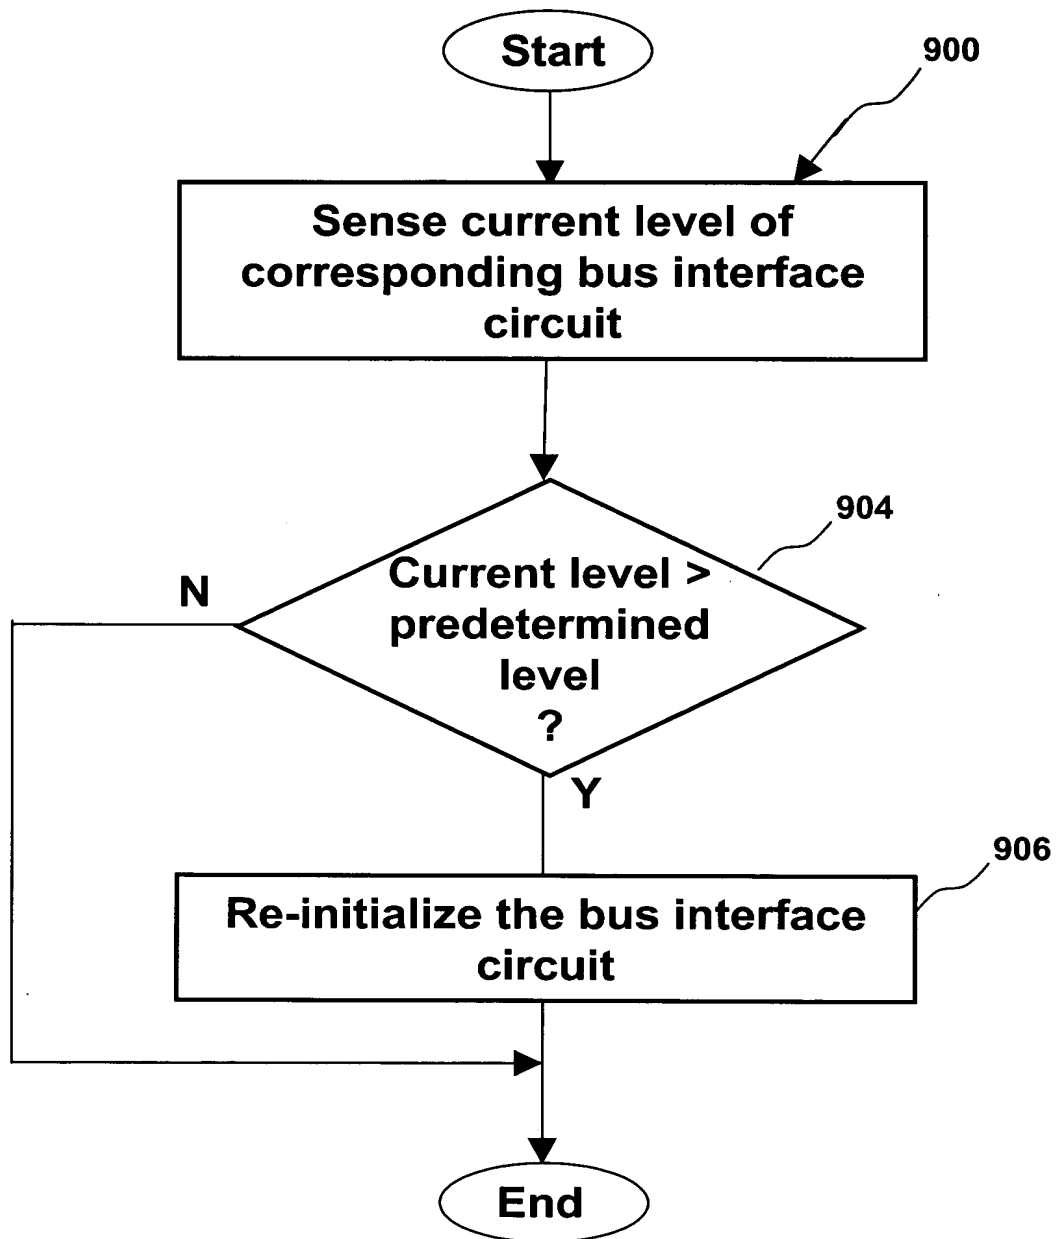 Start
900
Sense current level of
corresponding bus interface
circuit
904
Current level >
predetermined
level
?
N
Y
906
Re-initialize the bus interface
circuit
End